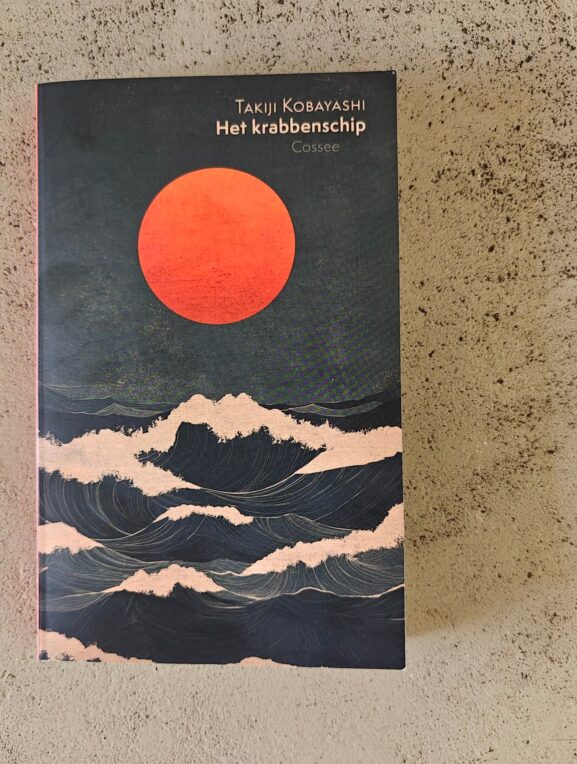 TAKIJI KOBAYASHI
Het krabbenschip
Cossee